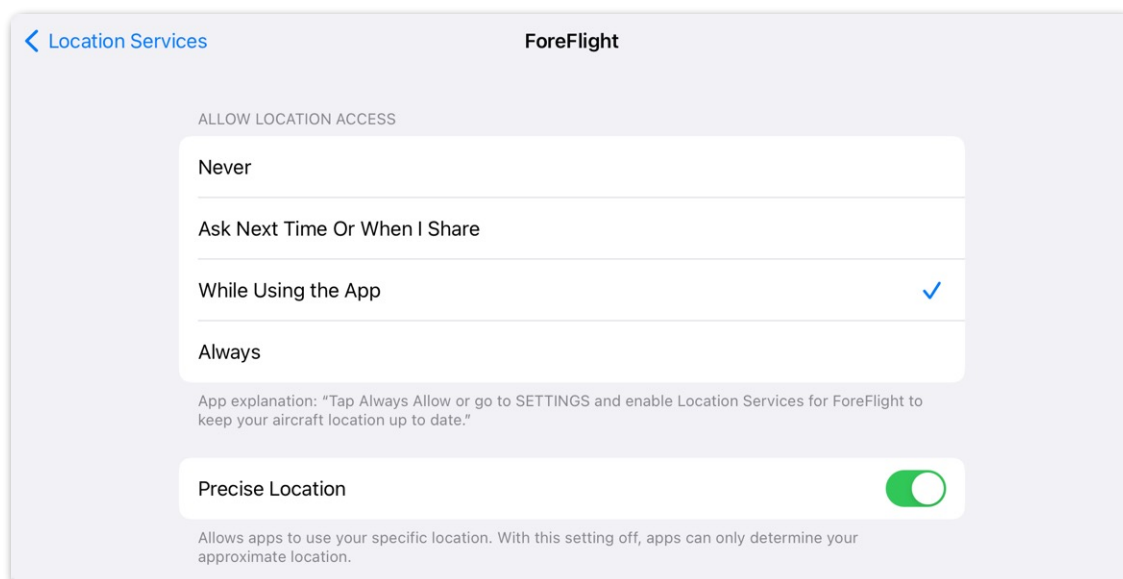 Location Services
ForeFlight
ALLOW LOCATION ACCESS
Never
Ask Next Time Or When I Share
While Using the App
Always
App explanation: “Tap Always Allow or go to SETTINGS and enable Location Services for ForeFlight to
keep your aircraft location up to date.”
Precise Location
Allows apps to use your specific location. With this setting off, apps can only determine your
approximate location.